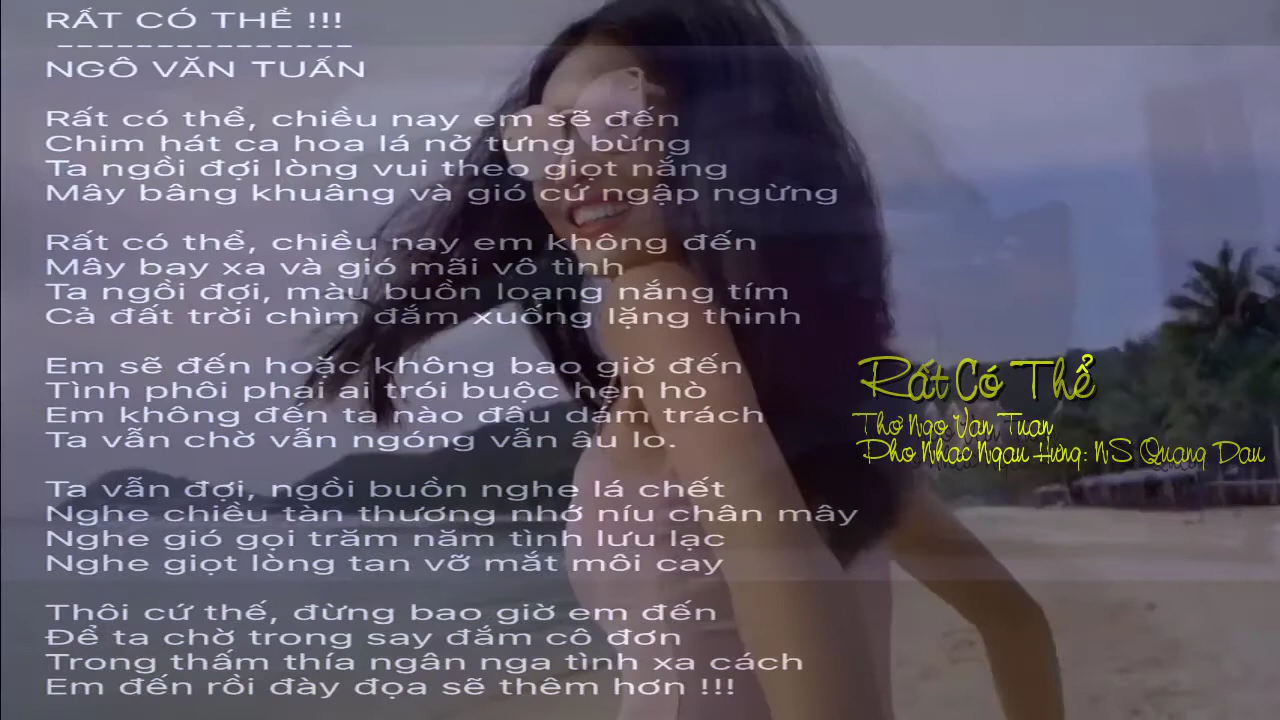 RẤT CÓ THỂ !!!
---------------
NGÔ VĂN TUẤN
Rất có thể, chiều nay em sẽ đến
Chim hát ca hoa lá nở tưng bừng
Ta ngồi đợi lòng vui theo giọt nắng
Mây bâng khuâng và gió cứ ngập ngừng
Rất có thể, chiều nay em không đến
Mây bay xa và gió mãi vô tình
Ta ngồi đợi, màu buồn loang nắng tím
Cả đất trời chìm đắm xuống lặng thinh
Em sẽ đến hoặc không bao giờ đến
Tình phôi phai ai trói buộc hẹn hò
Em không đến ta nào đâu dám trách
Ta vẫn chờ vẫn ngóng vẫn âu lo.
Ta vẫn đợi, ngồi buồn nghe lá chết
Nghe chiều tàn thương nhớ níu chân mây
Nghe gió gọi trăm năm tình lưu lạc
Nghe giọt lòng tan vỡ mắt môi cay
Thôi cứ thế, đừng bao giờ em đến
Để ta chờ trong say đắm cô đơn
Trong thấm thía ngân nga tình xa cách
Em đến rồi đày đọa sẽ thêm hơn !!!
Rất Có Thể
Thơ Ngo Van Tuan
Pho Nhac Ngau Hưng: NS Quang Dau